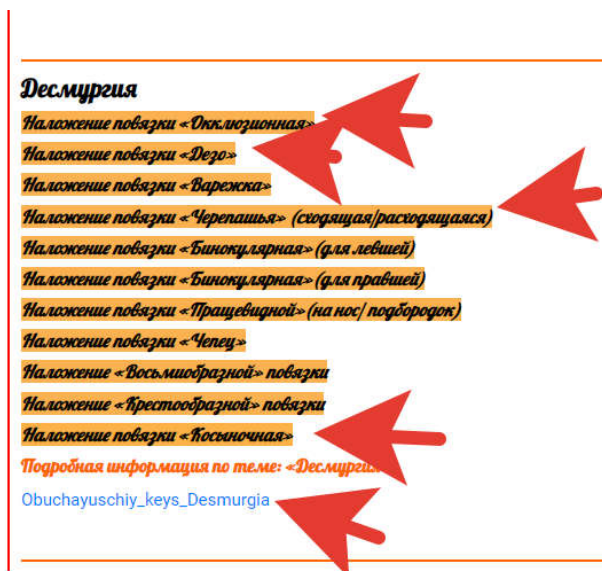 Десмургия
Наложение повязки «Окклюзионная»
Наложение повязки «Дезо»
Наложение повязки «Варежка»
Наложение повязки «Черепашья» (сходящая/расходящаяся)
Наложение повязки «Бинокулярная» (для левшей)
Наложение повязки «Бинокулярная» (для правшей)
Наложение повязки «Пращевидной» (на нос/ подбородок)
Наложение повязки «Чепец»
Наложение «Восьмиобразной» повязки
Наложение «Крестообразной» повязки
Наложение повязки «Косыночная»
Подробная информация по теме: «Десмургия
Obuchayuschiy_keys_Desmurgia